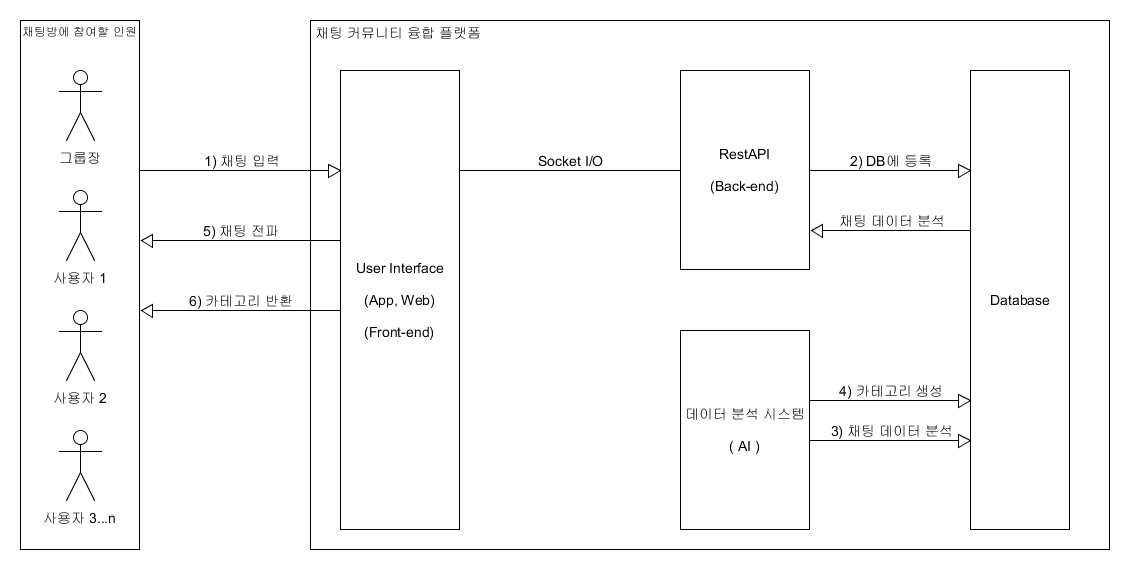 채팅방에 참여할 인원
그룹장
사용자 1
사용자 2
사용자 3...n
채팅 커뮤니티 융합 플랫폼
1) 채팅 입력
5) 채팅 전파
6) 카테고리 반환
User Interface
(App, Web)
(Front-end)
Socket I/O
RestAPI
(Back-end)
2) DB에 등록
채팅 데이터 분석
데이터 분석 시스템
( AI )
4) 카테고리 생성
3) 채팅 데이터 분석
Database